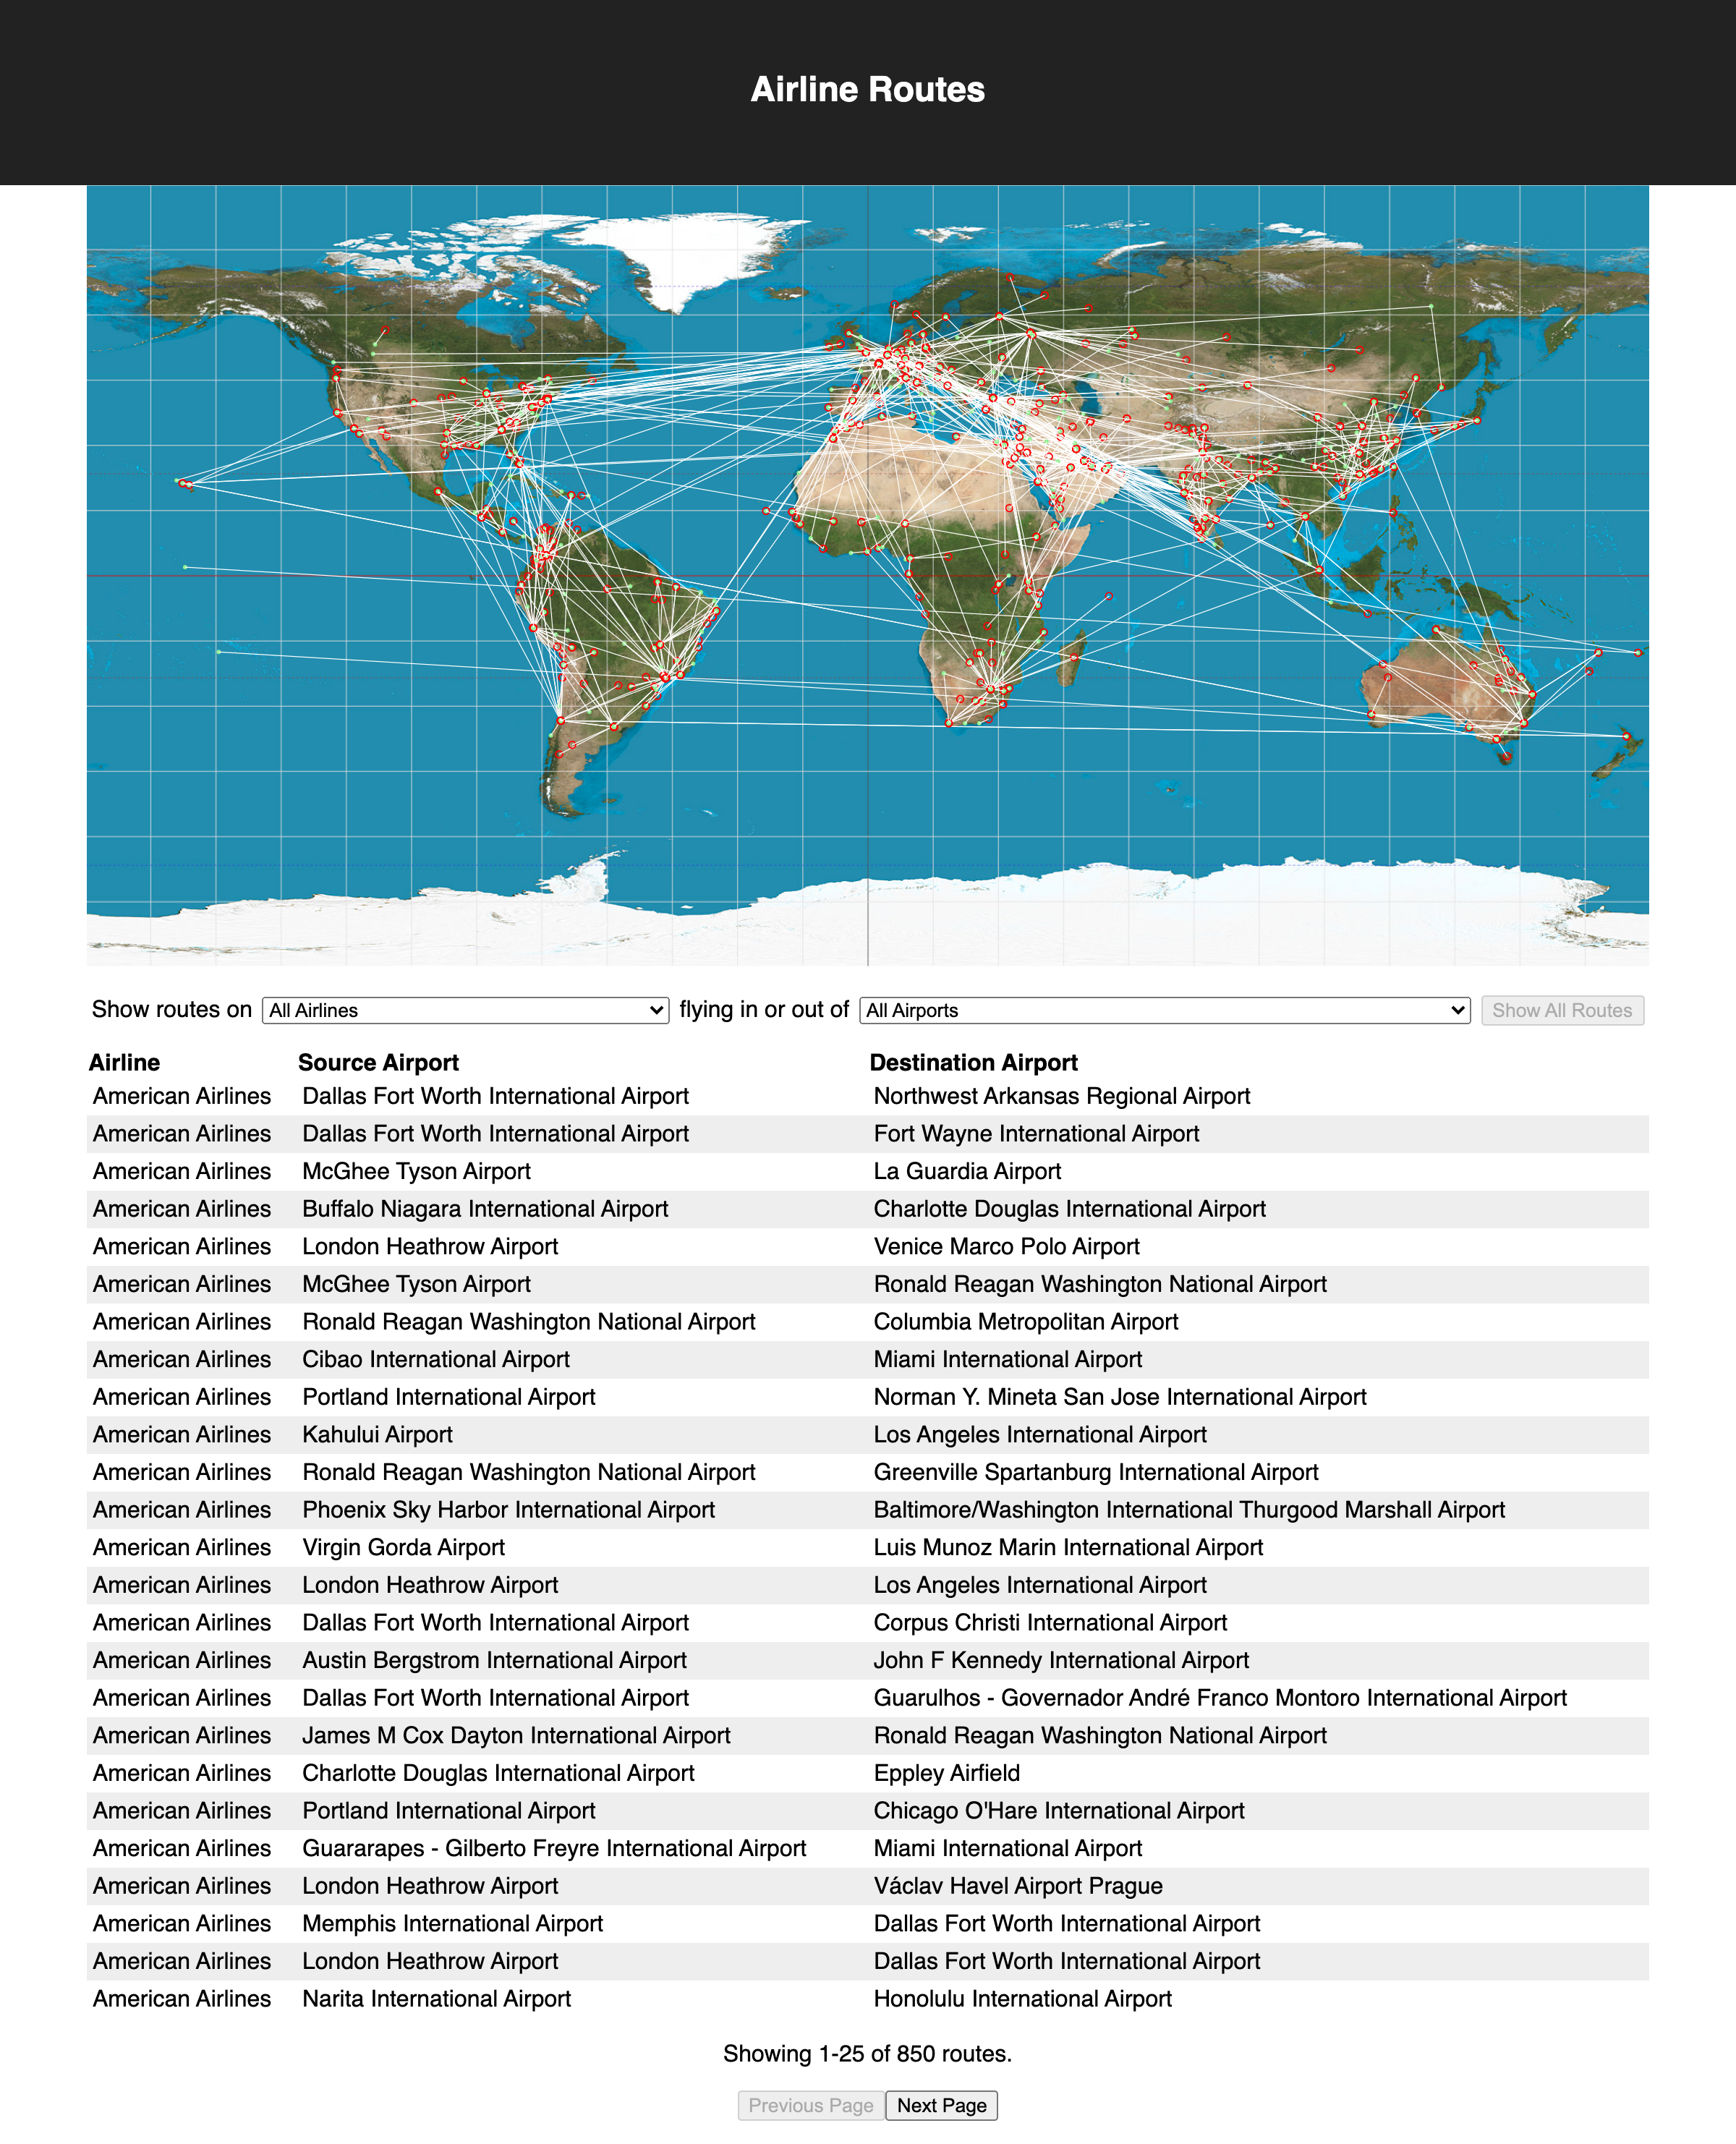 Airline Routes
Show routes on All Airlines flying in or out of All Airports Show All Routes
Airline Source Airport Destination Airport
American Airlines Dallas Fort Worth International Airport Northwest Arkansas Regional Airport
American Airlines Dallas Fort Worth International Airport Fort Wayne International Airport
American Airlines McGhee Tyson Airport La Guardia Airport
American Airlines Buffalo Niagara International Airport Charlotte Douglas International Airport
American Airlines London Heathrow Airport Venice Marco Polo Airport
American Airlines McGhee Tyson Airport Ronald Reagan Washington National Airport
American Airlines Ronald Reagan Washington National Airport Columbia Metropolitan Airport
American Airlines Cibao International Airport Miami International Airport
American Airlines Portland International Airport Norman Y. Mineta San Jose International Airport
American Airlines Kahului Airport Los Angeles International Airport
American Airlines Ronald Reagan Washington National Airport Greenville Spartanburg International Airport
American Airlines Phoenix Sky Harbor International Airport Baltimore/Washington International Thurgood Marshall Airport
American Airlines Virgin Gorda Airport Luis Munoz Marin International Airport
American Airlines London Heathrow Airport Los Angeles International Airport
American Airlines Dallas Fort Worth International Airport Corpus Christi International Airport
American Airlines Austin Bergstrom International Airport John F Kennedy International Airport
American Airlines Dallas Fort Worth International Airport Guarulhos - Governador André Franco Montoro International Airport
American Airlines James M Cox Dayton International Airport Ronald Reagan Washington National Airport
American Airlines Charlotte Douglas International Airport Eppley Airfield
American Airlines Portland International Airport Chicago O'Hare International Airport
American Airlines Guararapes - Gilberto Freyre International Airport Miami International Airport
American Airlines London Heathrow Airport Václav Havel Airport Prague
American Airlines Memphis International Airport Dallas Fort Worth International Airport
American Airlines London Heathrow Airport Dallas Fort Worth International Airport
American Airlines Narita International Airport Honolulu International Airport
Showing 1-25 of 850 routes.
Previous Page Next Page